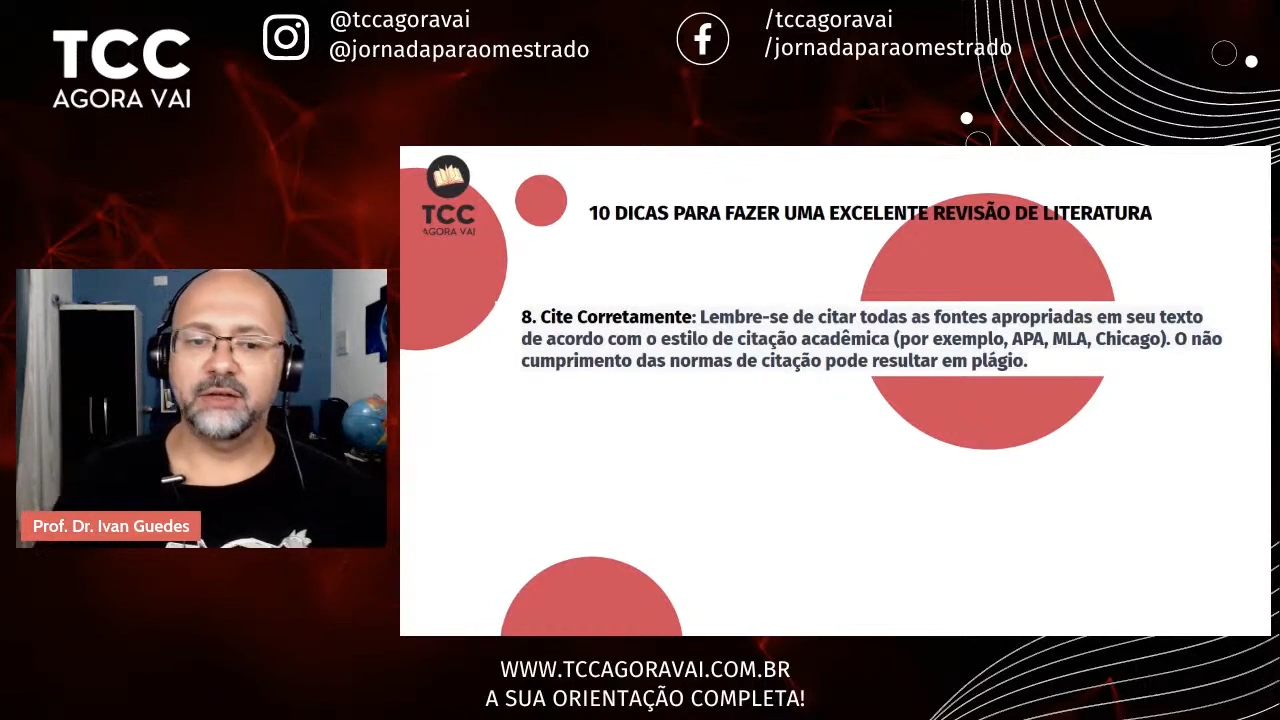 TCC
AGORA VAI
@tccagoravai
@jornadaparaomestrado
/tccagoravai
/jornadaparaomestrado
TCC
AGORA VAI
10 DICAS PARA FAZER UMA EXCELENTE REVISÃO DE LITERATURA
8. Cite Corretamente: Lembre-se de citar todas as fontes apropriadas em seu texto
de acordo com o estilo de citação acadêmica (por exemplo, APA, MLA, Chicago). O não
cumprimento das normas de citação pode resultar em plágio.
Prof. Dr. Ivan Guedes
WWW.TCCAGORAVAI.COM.BR
A SUA ORIENTAÇÃO COMPLETA!